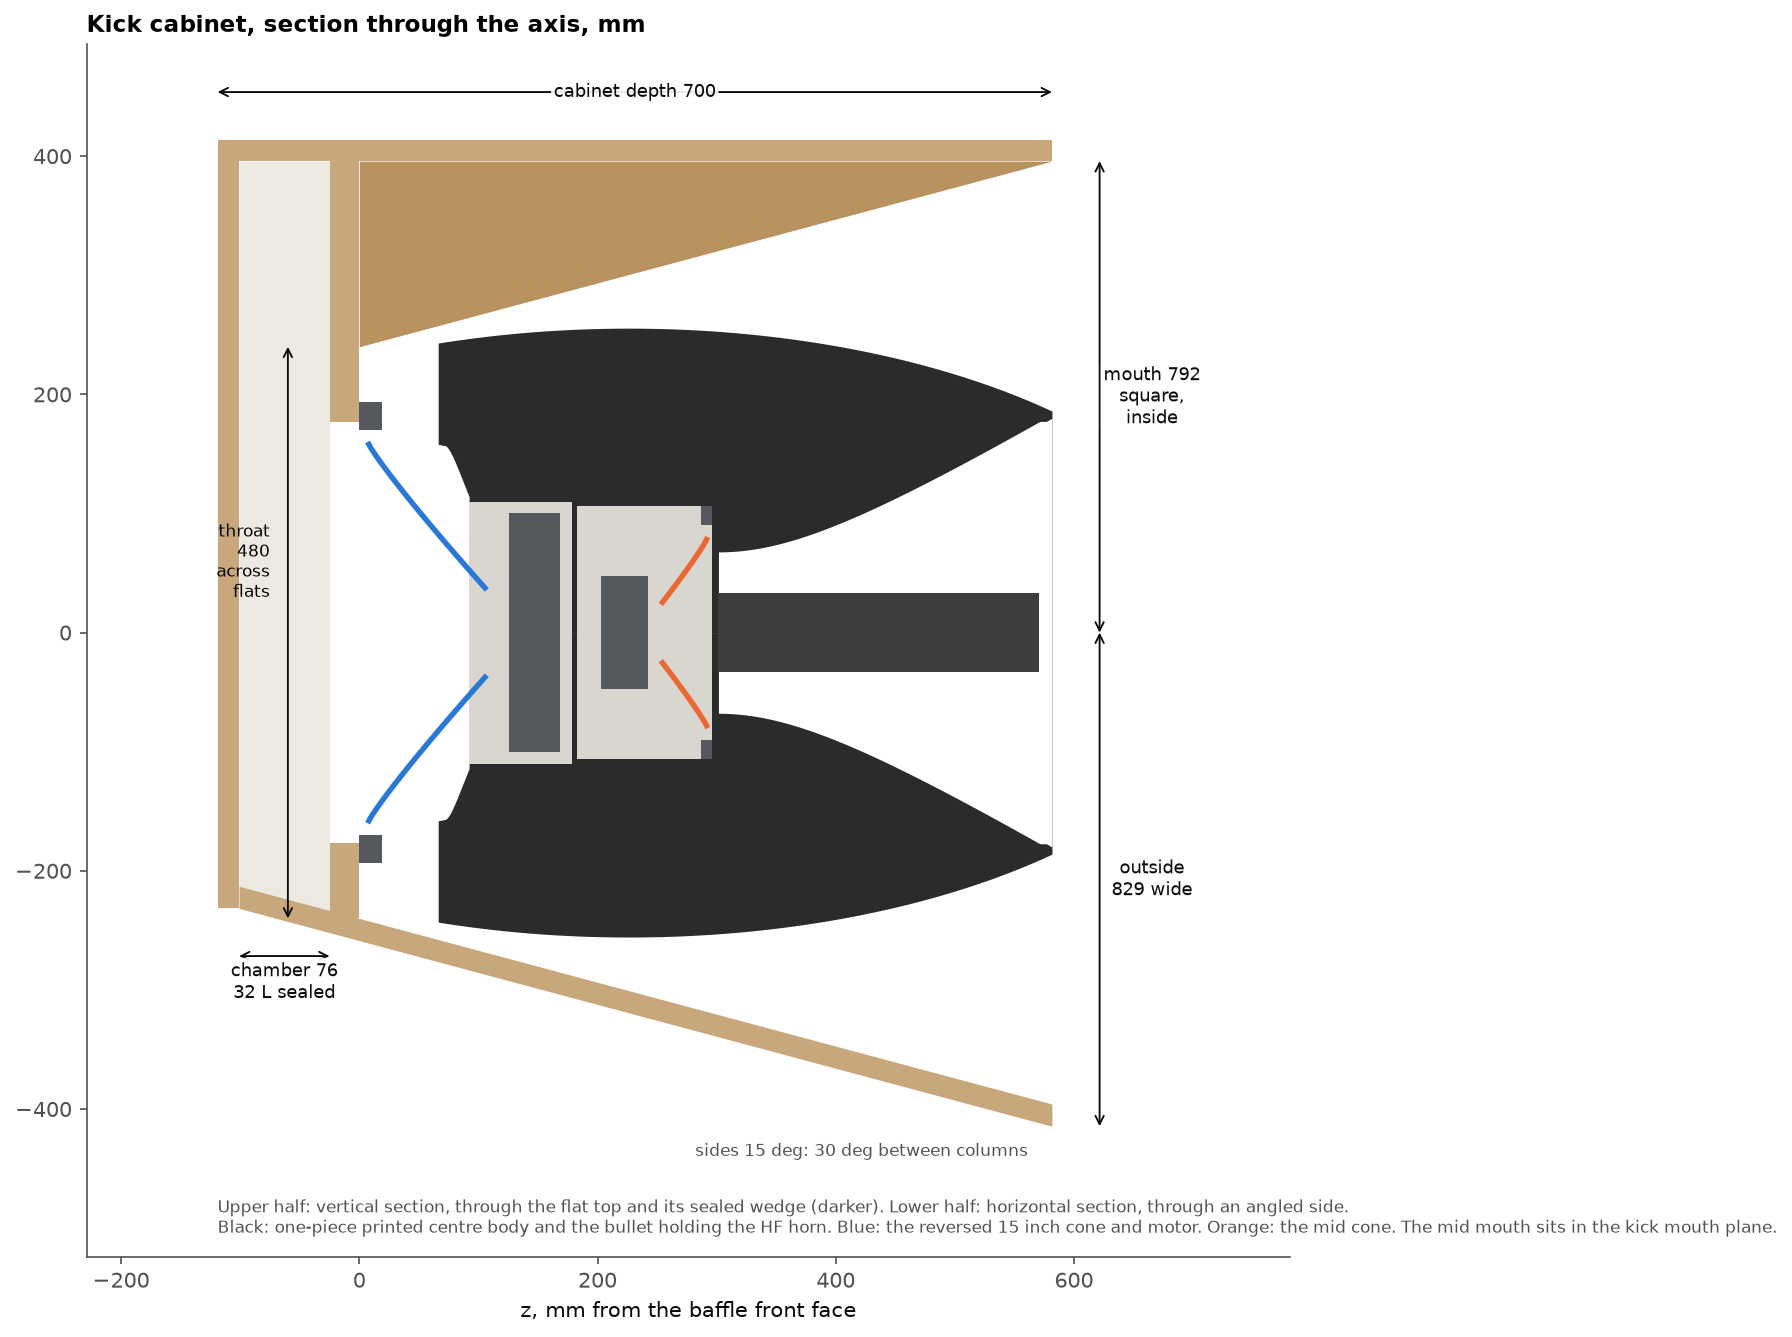 Kick cabinet, section through the axis, mm
cabinet depth 700
400
200
0
−200
−400
mouth 792
square,
inside
throat
480
across
flats
outside
829 wide
chamber 76
32 L sealed
sides 15 deg: 30 deg between columns
Upper half: vertical section, through the flat top and its sealed wedge (darker). Lower half: horizontal section, through an angled side.
Black: one-piece printed centre body and the bullet holding the HF horn. Blue: the reversed 15 inch cone and motor. Orange: the mid cone. The mid mouth sits in the kick mouth plane.
−200
0
200
400
600
z, mm from the baffle front face